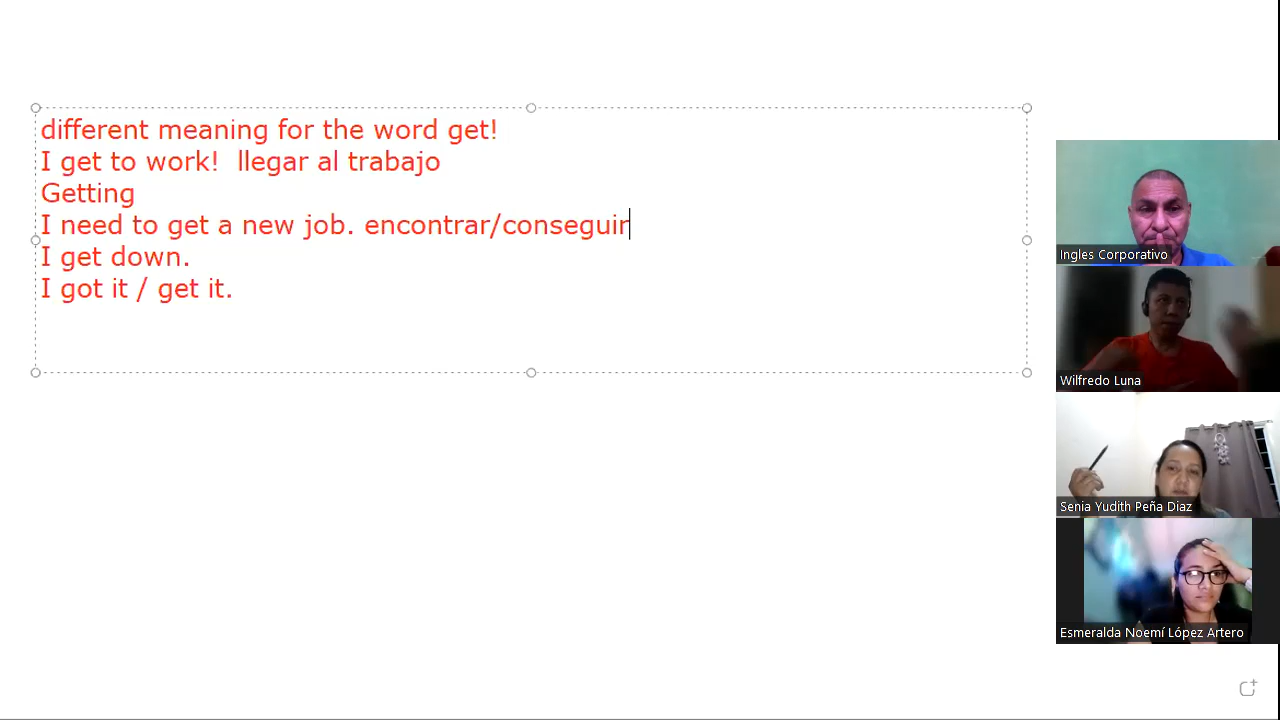 different meaning for the word get!
I get to work!  llegar al trabajo
Getting
I need to get a new job. encontrar/conseguir
I get down.
I got it / get it.
Ingles Corporativo
Wilfredo Luna
Senia Yudith Peña Diaz
Esmeralda Noemí López Artero